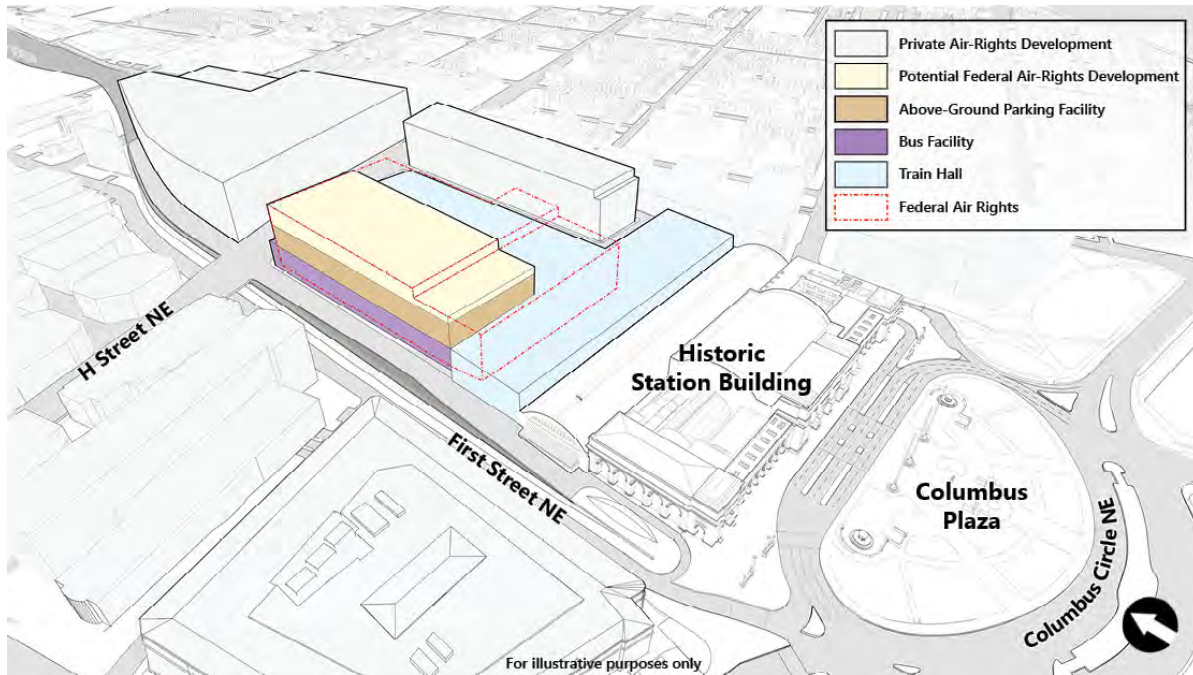 Private Air-Rights Development
Potential Federal Air-Rights Development
Above-Ground Parking Facility
Bus Facility
Train Hall
Federal Air Rights
H Street NE
First Street NE
Historic
Station Building
Columbus
Plaza
Columbus Circle NE
For illustrative purposes only